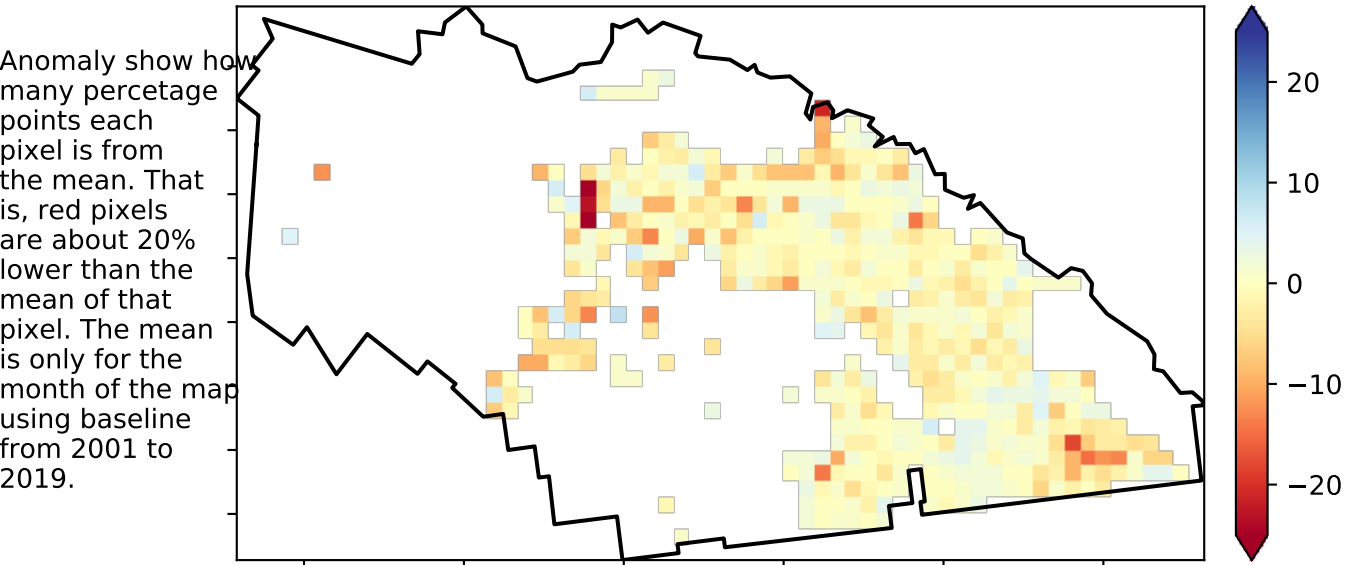 Anomaly show how
many percetage
points each
pixel is from
the mean. That
is, red pixels
are about 20%
lower than the
mean of that
pixel. The mean
is only for the
month of the map
using baseline
from 2001 to
2019.
20
10
0
−10
−20